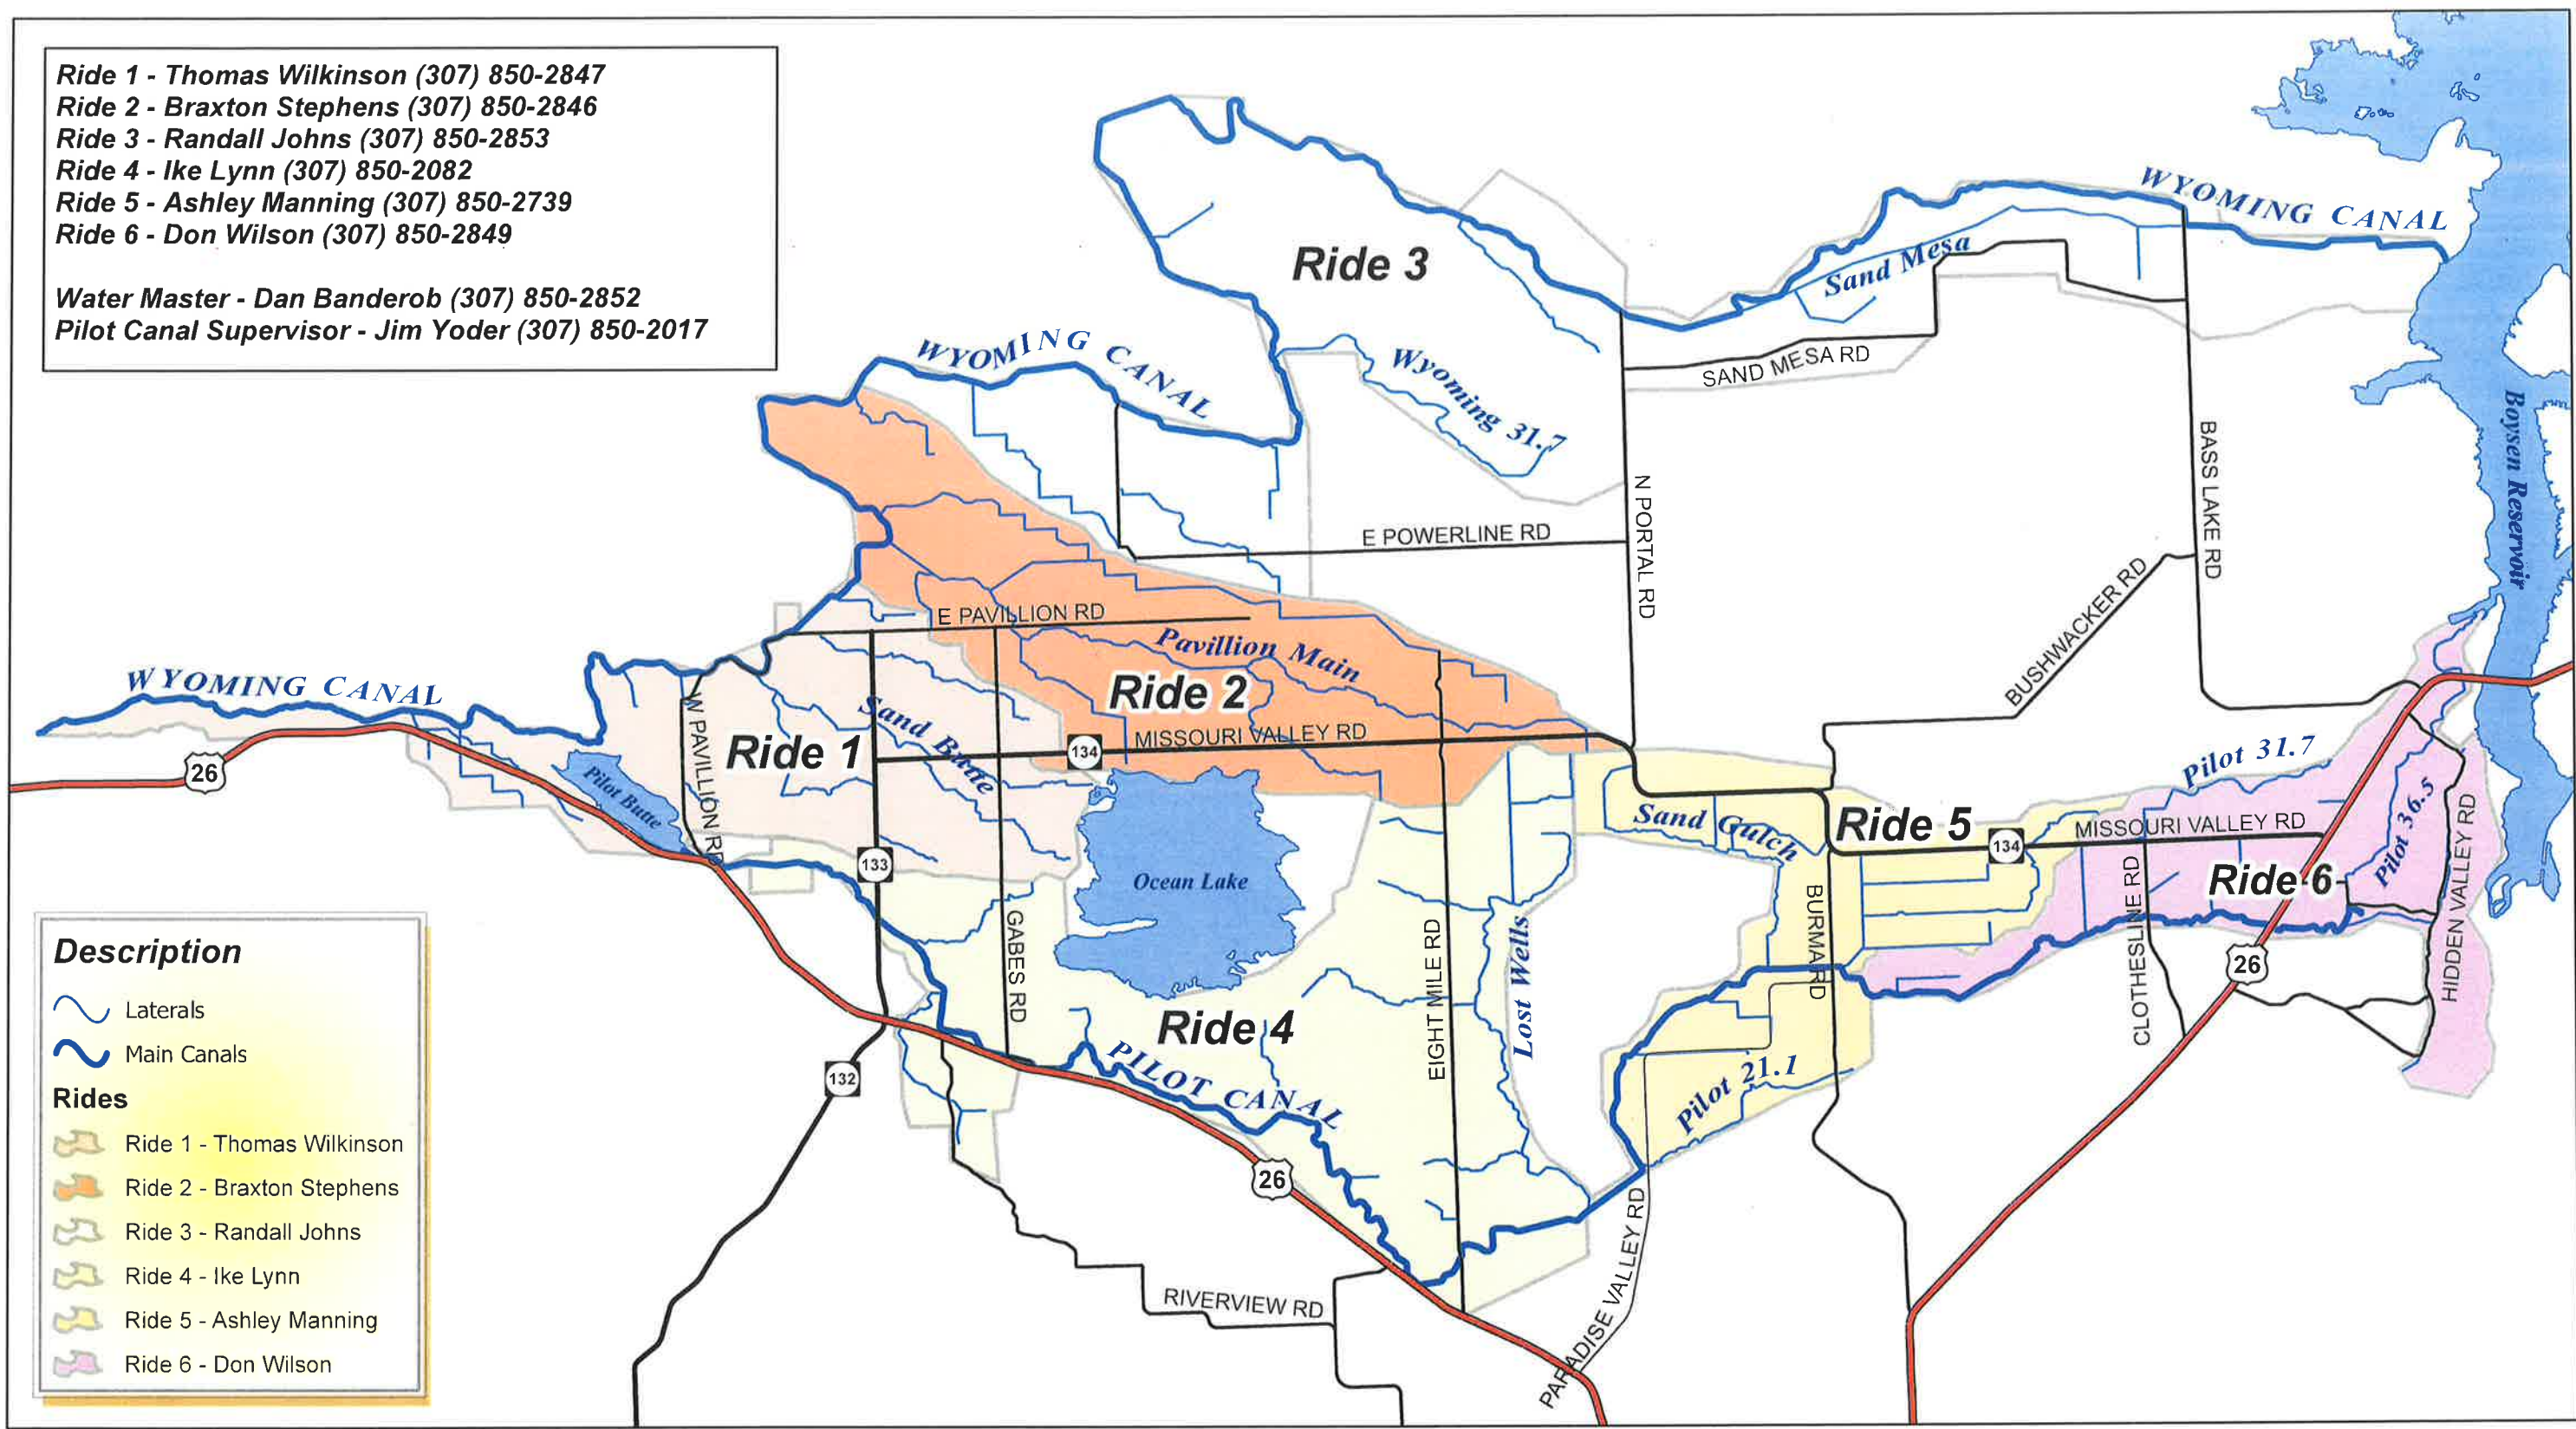 Ride 1 - Thomas Wilkinson (307) 850-2847
Ride 2 - Braxton Stephens (307) 850-2846
Ride 3 - Randall Johns (307) 850-2853
Ride 4 - Ike Lynn (307) 850-2082
Ride 5 - Ashley Manning (307) 850-2739
Ride 6 - Don Wilson (307) 850-2849
Water Master - Dan Banderob (307) 850-2852
Pilot Canal Supervisor - Jim Yoder (307) 850-2017
WYOMING CANAL
Ride 3
Sand Mesa
WYOMING CANAL
SAND MESA RD
Wyoming 31.7
BASS LAKE RD
Boysen Reservoir
N PORTAL RD
E POWERLINE RD
BUSHWACKER RD
E PAVILLION RD
Pavillion Main
WYOMING CANAL
Ride 2
W PAVILLION RD
Sand Butte
Ride 1
134
MISSOURI VALLEY RD
26
Pilot Butte
Pilot 31.7
Pilot 36.5
Sand Gulch
Ride 5
134
MISSOURI VALLEY RD
HIDDEN VALLEY RD
133
Ocean Lake
Ride 6
BURMA RD
CLOTHESLINE RD
GABES RD
EIGHT MILE RD
Lost Wells
26
Ride 4
PILOT CANAL
Pilot 21.1
132
26
PARADISE VALLEY RD
RIVERVIEW RD
Description
Laterals
Main Canals
Rides
Ride 1 - Thomas Wilkinson
Ride 2 - Braxton Stephens
Ride 3 - Randall Johns
Ride 4 - Ike Lynn
Ride 5 - Ashley Manning
Ride 6 - Don Wilson